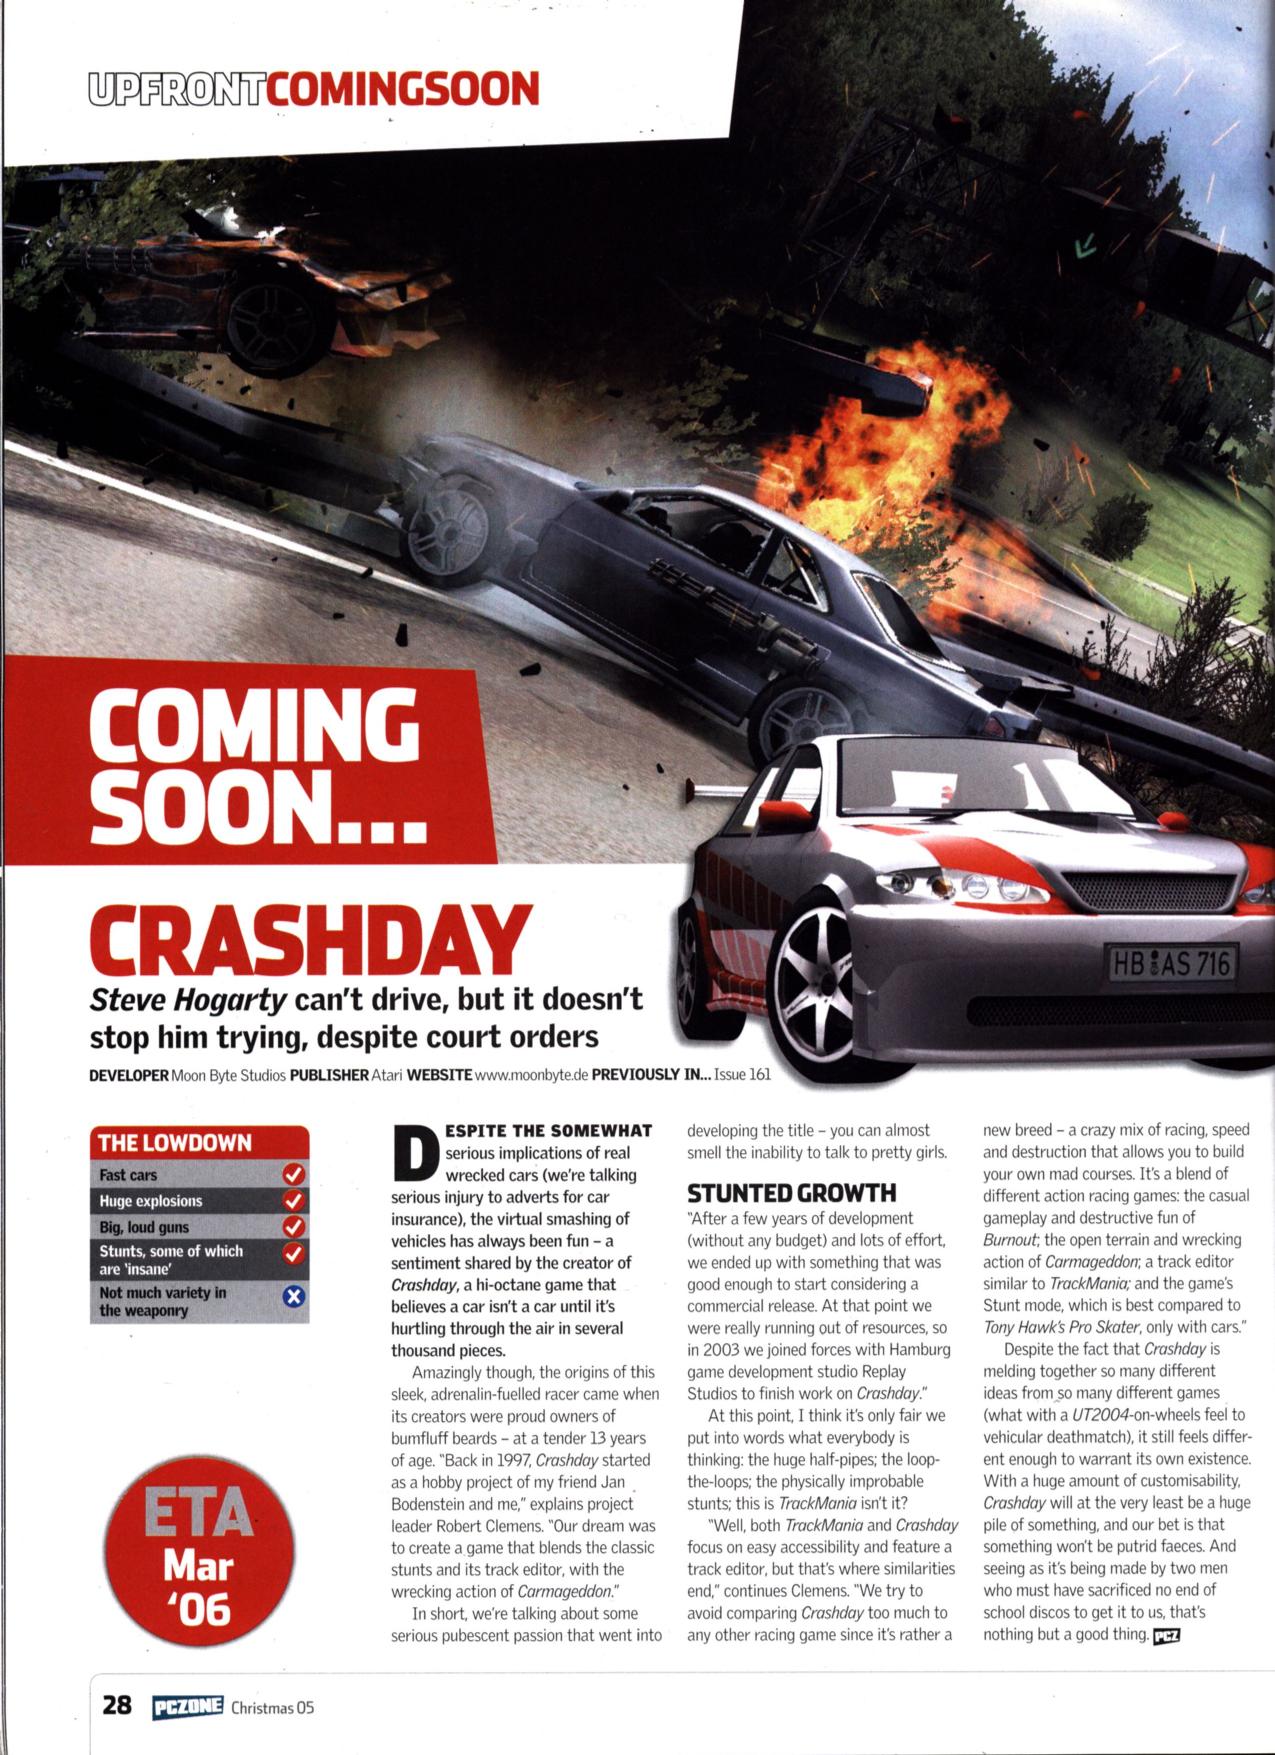 UPFRONTCOMINGSOON
COMING
SOON...
HB AS 716
CRASHDAY
Steve Hogarty can't drive, but it doesn't
stop him trying, despite court orders
DEVELOPER Moon Byte Studios PUBLISHER Atari WEBSITE www.moonbyte.de PREVIOUSLY IN... Issue 161
THE LOWDOWN
Fast cars
Huge explosions
Big, loud guns
Stunts, some of which
are 'insane'
Not much variety in
the weaponry
ETA
Mar
'06
DESPITE THE SOMEWHAT
serious implications of real
wrecked cars (we're talking
serious injury to adverts for car
insurance), the virtual smashing of
vehicles has always been fun – a
sentiment shared by the creator of
Crashday, a hi-octane game that
believes a car isn't a car until it's
hurtling through the air in several
thousand pieces.
Amazingly though, the origins of this
sleek, adrenalin-fuelled racer came when
its creators were proud owners of
bumfluff beards – at a tender 13 years
of age. "Back in 1997, Crashday started
as a hobby project of my friend Jan
Bodenstein and me," explains project
leader Robert Clemens. "Our dream was
to create a game that blends the classic
stunts and its track editor, with the
wrecking action of Carmageddon."
In short, we're talking about some
serious pubescent passion that went into
developing the title – you can almost
smell the inability to talk to pretty girls.
STUNTED GROWTH
"After a few years of development
(without any budget) and lots of effort,
we ended up with something that was
good enough to start considering a
commercial release. At that point we
were really running out of resources, so
in 2003 we joined forces with Hamburg
game development studio Replay
Studios to finish work on Crashday."
At this point, I think it's only fair we
put into words what everybody is
thinking: the huge half-pipes; the loop-
the-loops; the physically improbable
stunts; this is TrackMania isn't it?
"Well, both TrackMania and Crashday
focus on easy accessibility and feature a
track editor, but that's where similarities
end," continues Clemens. "We try to
avoid comparing Crashday too much to
any other racing game since it's rather a
new breed – a crazy mix of racing, speed
and destruction that allows you to build
your own mad courses. It's a blend of
different action racing games: the casual
gameplay and destructive fun of
Burnout; the open terrain and wrecking
action of Carmageddon; a track editor
similar to TrackMania; and the game's
Stunt mode, which is best compared to
Tony Hawk's Pro Skater, only with cars."
Despite the fact that Crashday is
melding together so many different
ideas from so many different games
(what with a UT2004-on-wheels feel to
vehicular deathmatch), it still feels differ-
ent enough to warrant its own existence.
With a huge amount of customisability,
Crashday will at the very least be a huge
pile of something, and our bet is that
something won't be putrid faeces. And
seeing as it's being made by two men
who must have sacrificed no end of
school discos to get it to us, that's
nothing but a good thing. PCZ
28 PCZONE Christmas 05